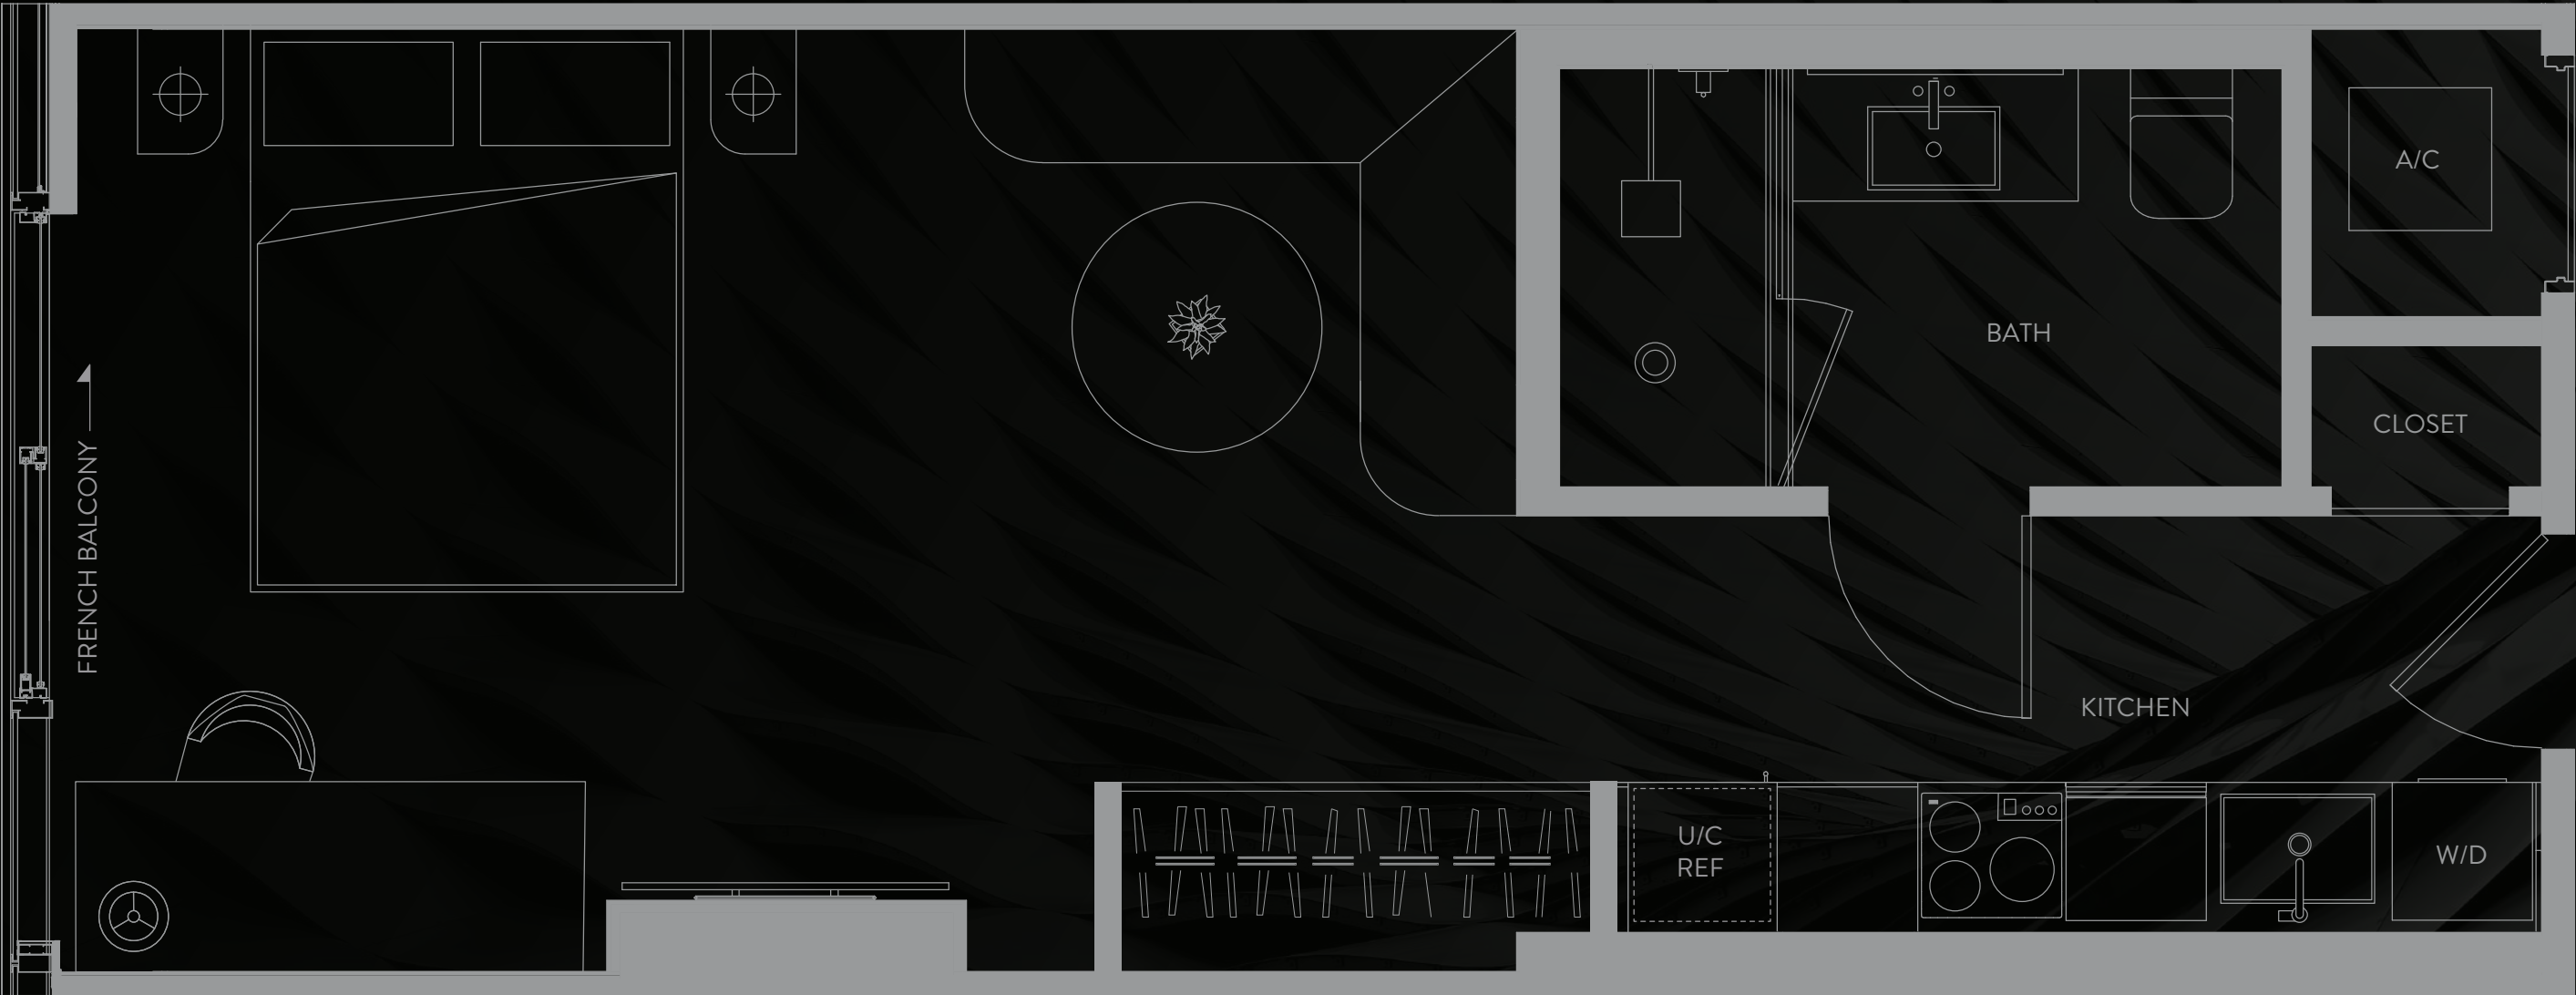 A/C
BATH
CLOSET
FRENCH BALCONY
KITCHEN
U/C
REF
W/D